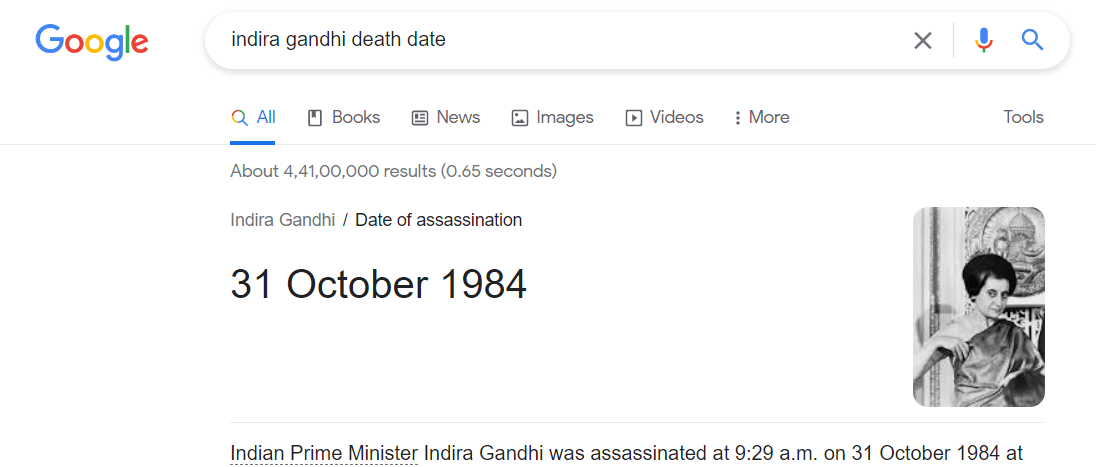 Google
indira gandhi death date
All Books News Images Videos More Tools
About 4,41,00,000 results (0.65 seconds)
Indira Gandhi / Date of assassination
31 October 1984
Indian Prime Minister Indira Gandhi was assassinated at 9:29 a.m. on 31 October 1984 at